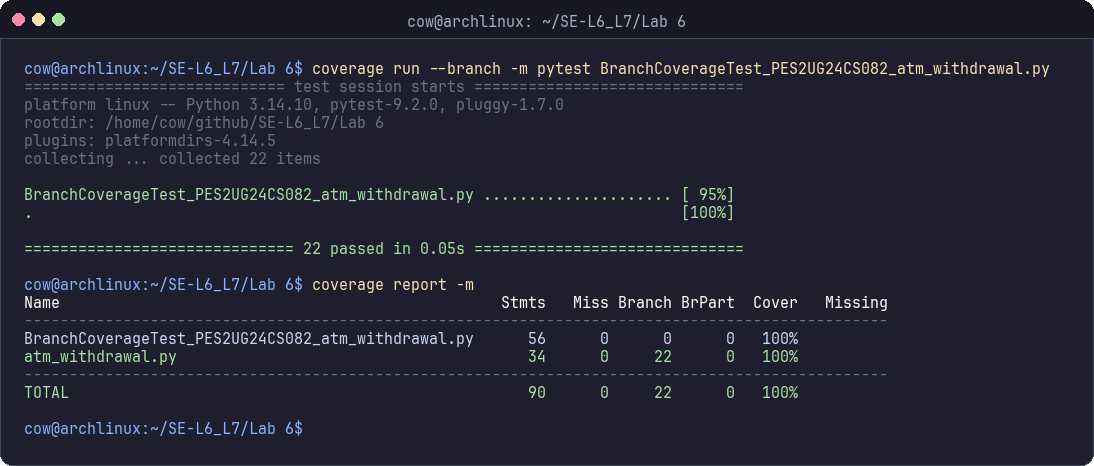 cow@archlinux: ~/SE-L6_L7/Lab 6
cow@archlinux:~/SE-L6_L7/Lab 6$ coverage run --branch -m pytest BranchCoverageTest_PES2UG24CS082_atm_withdrawal.py
============================= test session starts ==============================
platform linux -- Python 3.14.10, pytest-9.2.0, pluggy-1.7.0
rootdir: /home/cow/github/SE-L6_L7/Lab 6
plugins: platformdirs-4.14.5
collecting ... collected 22 items
BranchCoverageTest_PES2UG24CS082_atm_withdrawal.py ..................... [ 95%]
. [100%]
============================== 22 passed in 0.05s ==============================
cow@archlinux:~/SE-L6_L7/Lab 6$ coverage report -m
Name Stmts Miss Branch BrPart Cover Missing
------------------------------------------------------------------------------------------------
BranchCoverageTest_PES2UG24CS082_atm_withdrawal.py 56 0 0 0 100%
atm_withdrawal.py 34 0 22 0 100%
------------------------------------------------------------------------------------------------
TOTAL 90 0 22 0 100%
cow@archlinux:~/SE-L6_L7/Lab 6$